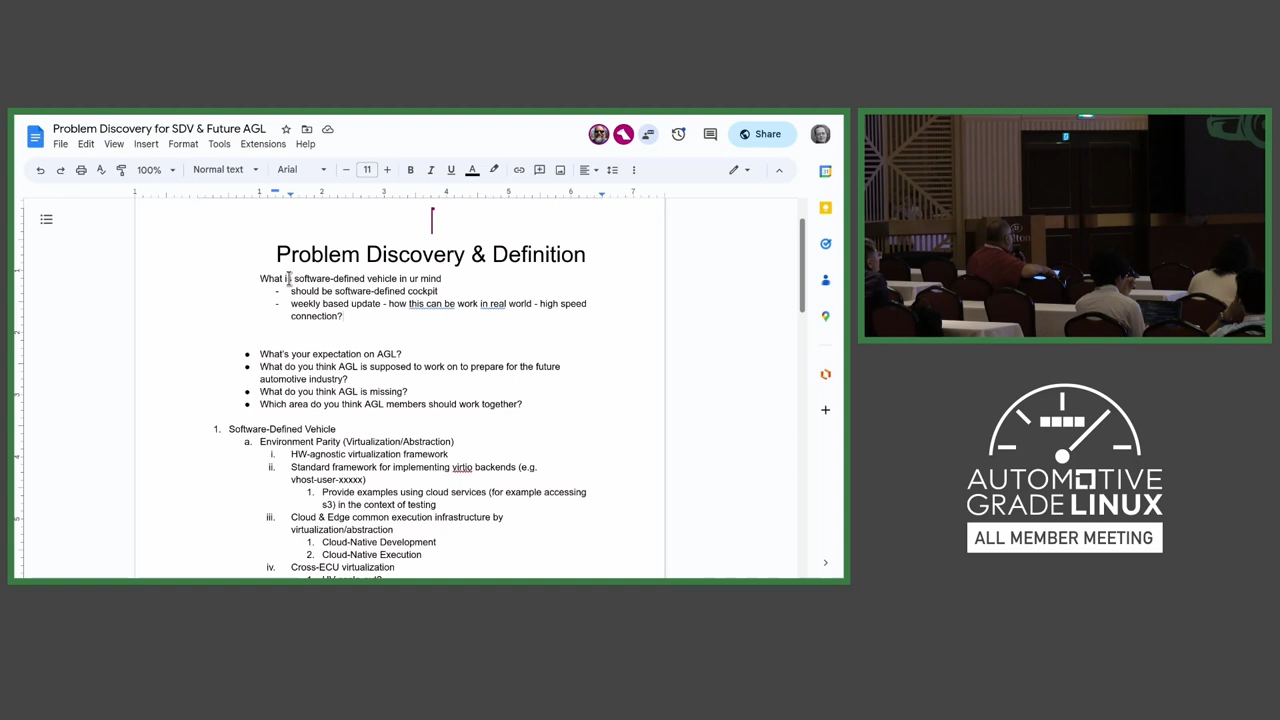 Problem Discovery for SDV & Future AGL
File Edit View Insert Format Tools Extensions Help
Share
100% Normal text Arial 11
1 1 2 3 4 5 6 7
Problem Discovery & Definition
What is software-defined vehicle in ur mind
- should be software-defined cockpit
- weekly based update - how this can be work in real world - high speed
connection?
● What's your expectation on AGL?
● What do you think AGL is supposed to work on to prepare for the future
automotive industry?
● What do you think AGL is missing?
● Which area do you think AGL members should work together?
1. Software-Defined Vehicle
a. Environment Parity (Virtualization/Abstraction)
i. HW-agnostic virtualization framework
ii. Standard framework for implementing virtio backends (e.g.
vhost-user-xxxxx)
1. Provide examples using cloud services (for example accessing
s3) in the context of testing
iii. Cloud & Edge common execution infrastructure by
virtualization/abstraction
1. Cloud-Native Development
2. Cloud-Native Execution
iv. Cross-ECU virtualization
AUTOMOTIVE
GRADE LINUX
ALL MEMBER MEETING